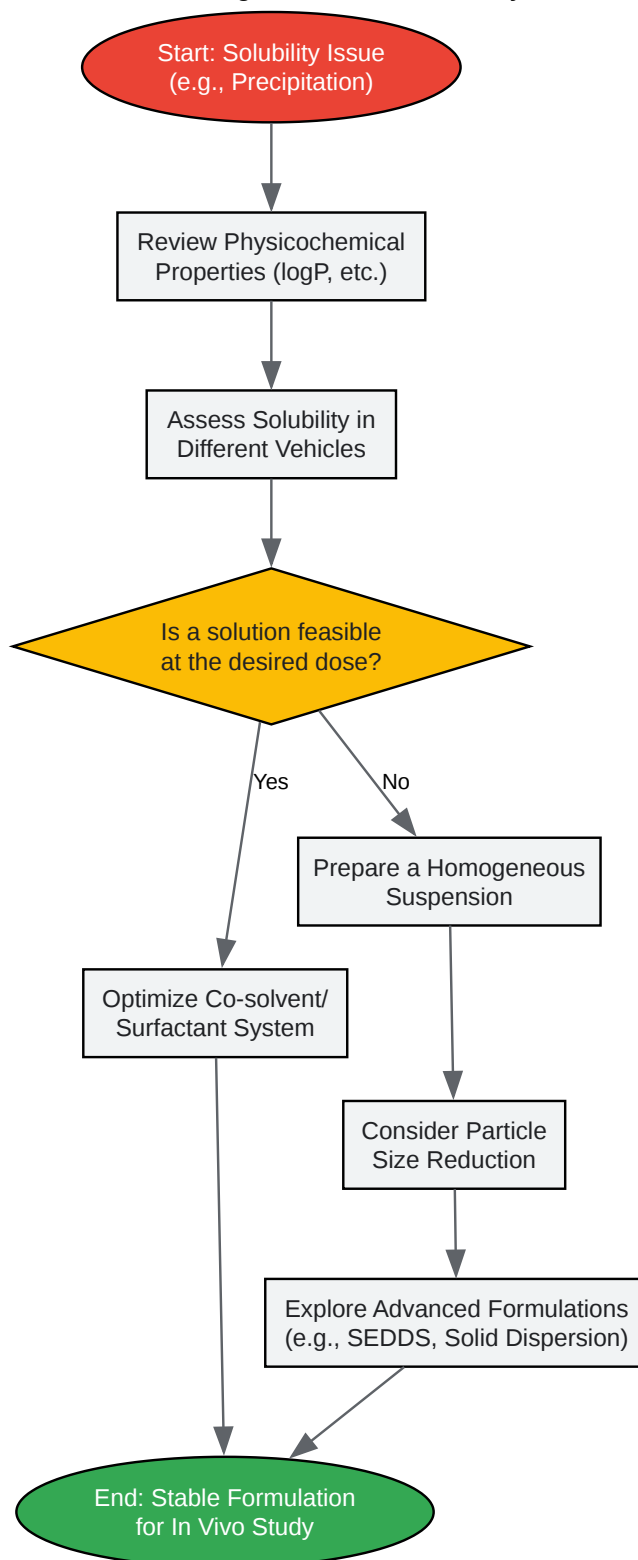 Start: Solubility Issue
(e.g., Precipitation)
Review Physicochemical
Properties (logP, etc.)
Assess Solubility in
Different Vehicles
Is a solution feasible
at the desired dose?
Yes
No
Prepare a Homogeneous
Suspension
Optimize Co-solvent/
Surfactant System
Consider Particle
Size Reduction
Explore Advanced Formulations
(e.g., SEDDS, Solid Dispersion)
End: Stable Formulation
for In Vivo Study